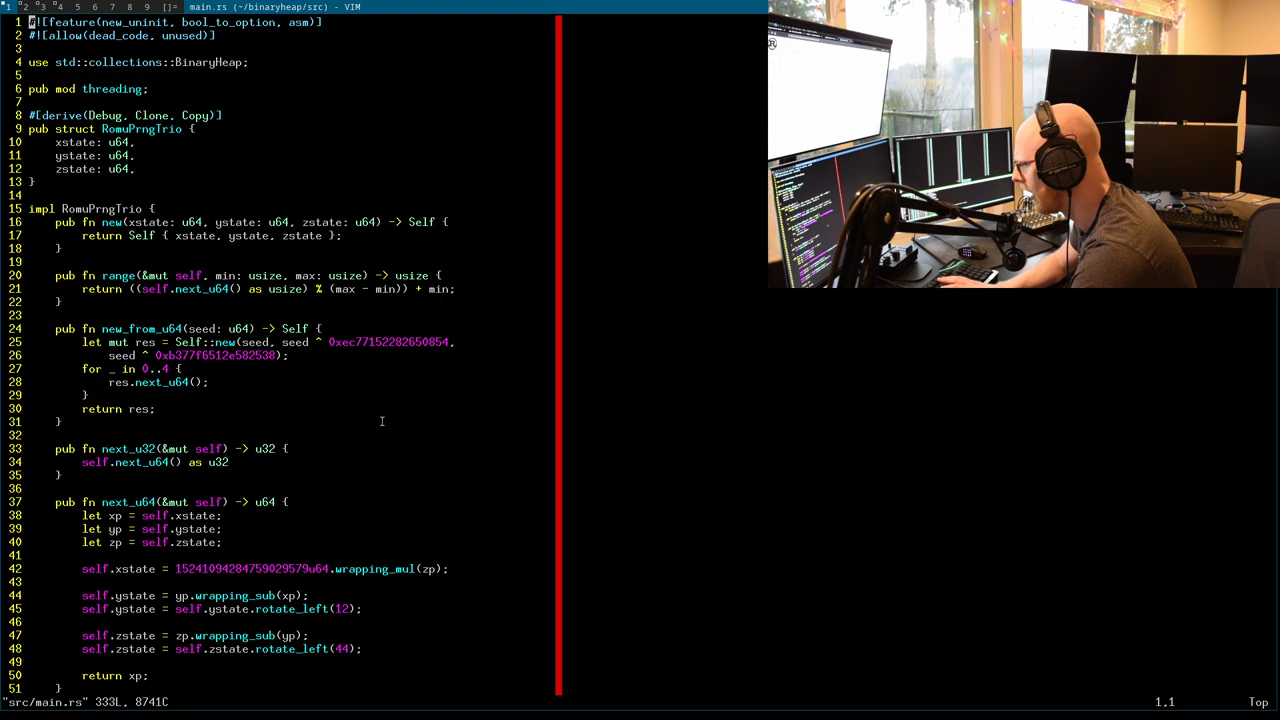 1 2 3 4 5 6 7 8 9 []= main.rs (~/binaryheap/src) - VIM
1 #![feature(new_uninit, bool_to_option, asm)]
2 #![allow(dead_code, unused)]
3
4 use std::collections::BinaryHeap;
5
6 pub mod threading;
7
8 #[derive(Debug, Clone, Copy)]
9 pub struct RomuPrngTrio {
10 xstate: u64,
11 ystate: u64,
12 zstate: u64,
13 }
14
15 impl RomuPrngTrio {
16 pub fn new(xstate: u64, ystate: u64, zstate: u64) -> Self {
17 return Self { xstate, ystate, zstate };
18 }
19
20 pub fn range(&mut self, min: usize, max: usize) -> usize {
21 return ((self.next_u64() as usize) % (max - min)) + min;
22 }
23
24 pub fn new_from_u64(seed: u64) -> Self {
25 let mut res = Self::new(seed, seed ^ 0xec77152282650854,
26 seed ^ 0xb377f6512e582538);
27 for _ in 0..4 {
28 res.next_u64();
29 }
30 return res;
31 }
32
33 pub fn next_u32(&mut self) -> u32 {
34 self.next_u64() as u32
35 }
36
37 pub fn next_u64(&mut self) -> u64 {
38 let xp = self.xstate;
39 let yp = self.ystate;
40 let zp = self.zstate;
41
42 self.xstate = 15241094284759029579u64.wrapping_mul(zp);
43
44 self.ystate = yp.wrapping_sub(xp);
45 self.ystate = self.ystate.rotate_left(12);
46
47 self.zstate = zp.wrapping_sub(yp);
48 self.zstate = self.zstate.rotate_left(44);
49
50 return xp;
51 }
"src/main.rs" 333L, 8741C 1,1 Top